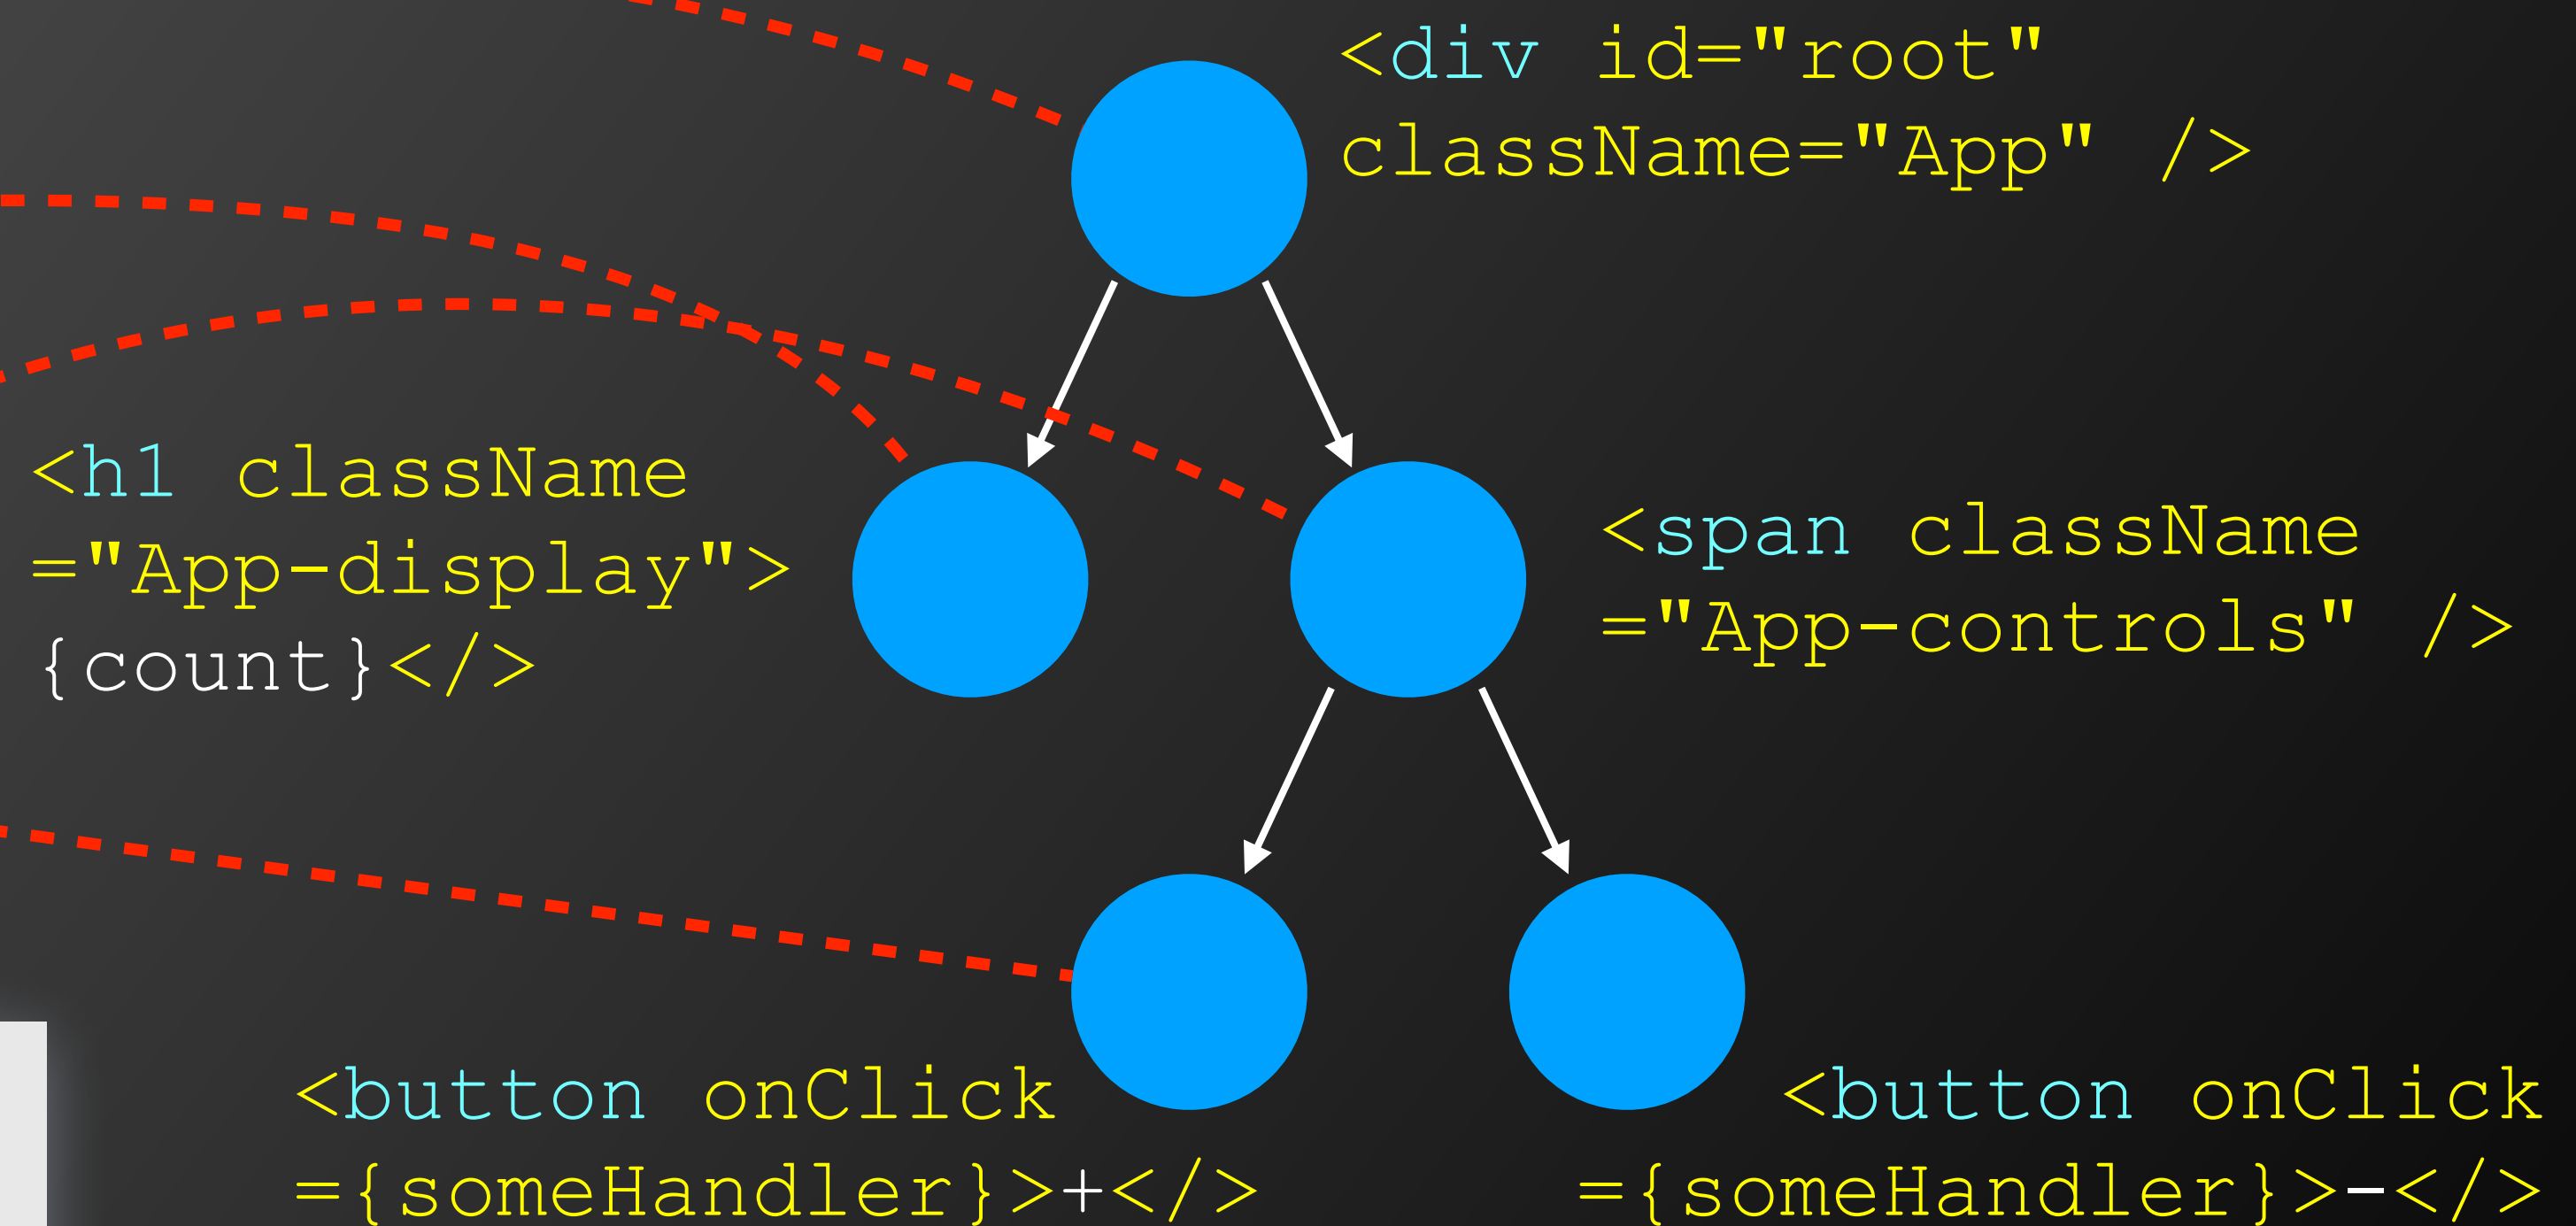 <div id="root"
className="App" />
<h1 className
="App-display">
{count}</>
<span className
="App-controls" />
<button onClick
={someHandler}>+</>
<button onClick
={someHandler}>-</>